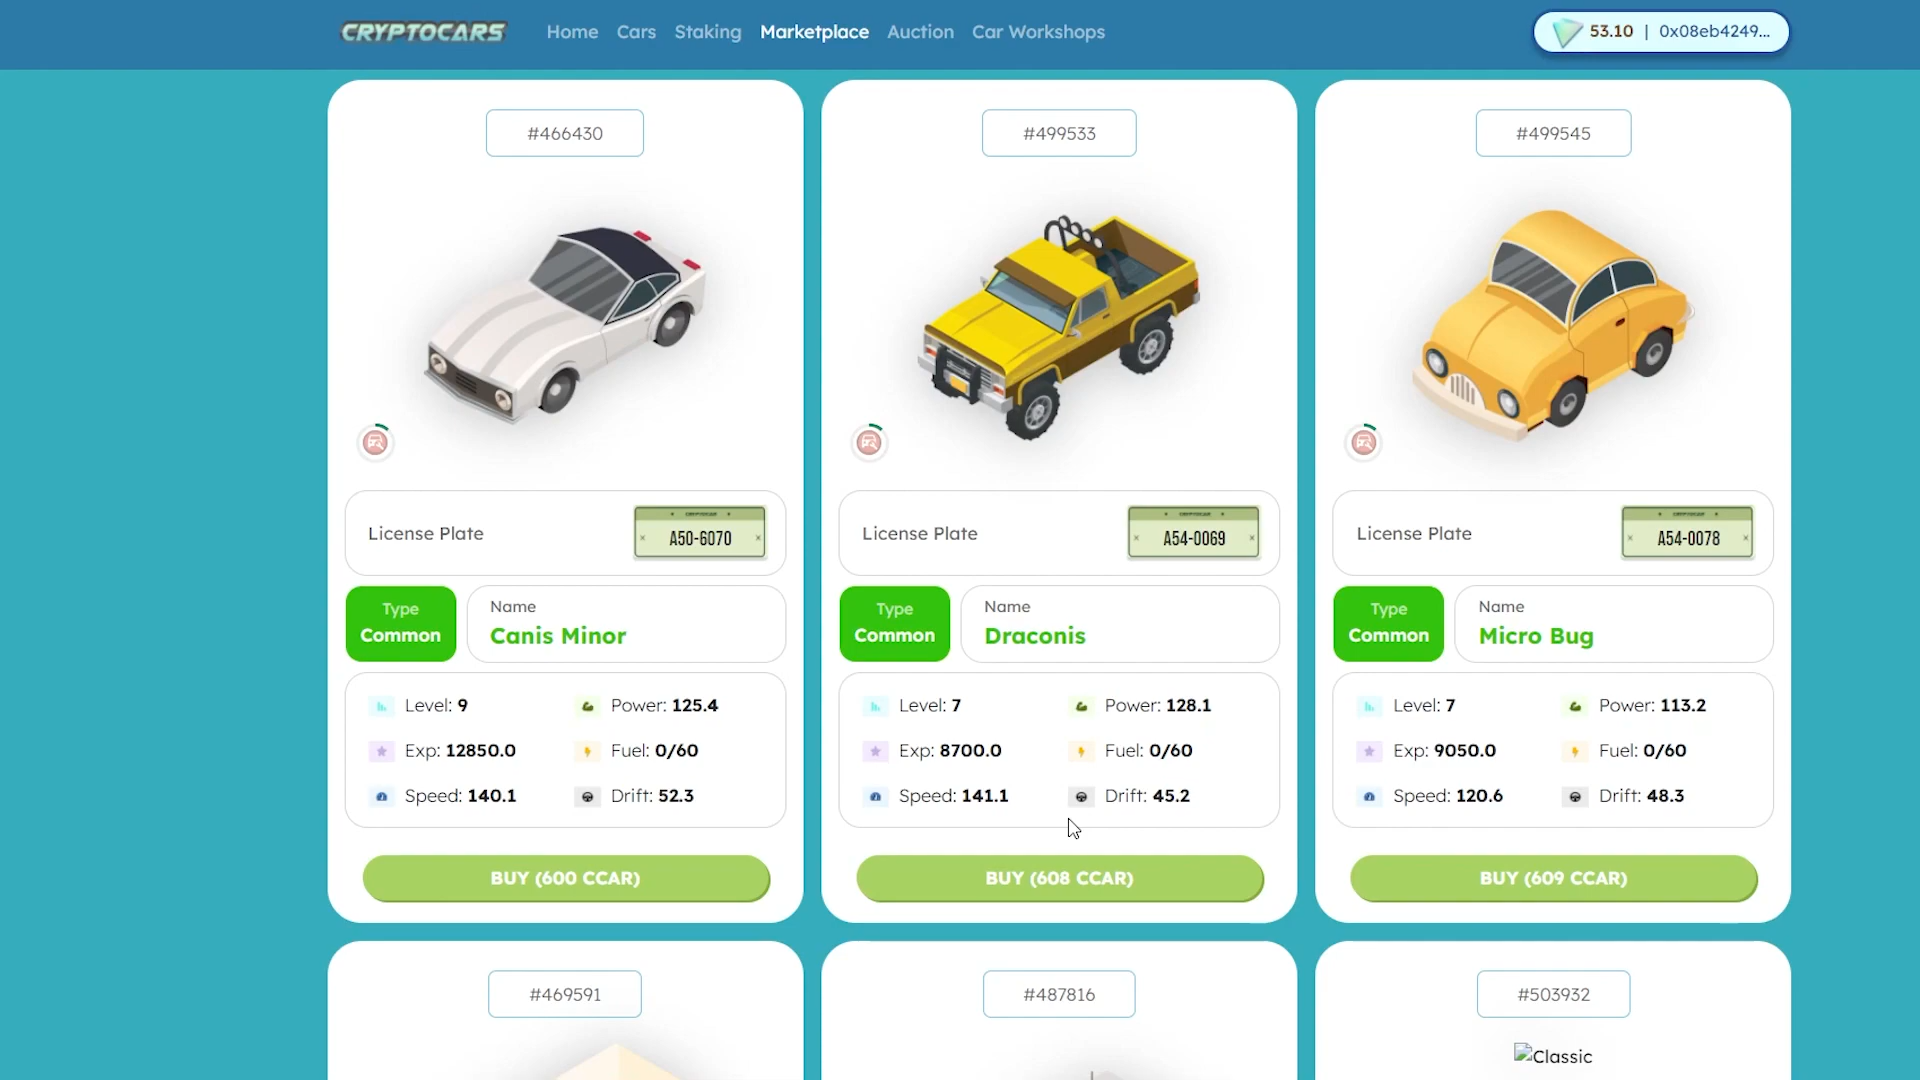 CRYPTOCARS Home Cars Staking Marketplace Auction Car Workshops 53.10 | 0x08eb4249...
#466430
#499533
#499545
License Plate A50-6070
License Plate A54-0069
License Plate A54-0078
Type
Common
Name
Canis Minor
Type
Common
Name
Draconis
Type
Common
Name
Micro Bug
Level: 9 Power: 125.4
Exp: 12850.0 Fuel: 0/60
Speed: 140.1 Drift: 52.3
Level: 7 Power: 128.1
Exp: 8700.0 Fuel: 0/60
Speed: 141.1 Drift: 45.2
Level: 7 Power: 113.2
Exp: 9050.0 Fuel: 0/60
Speed: 120.6 Drift: 48.3
BUY (600 CCAR)
BUY (608 CCAR)
BUY (609 CCAR)
#469591
#487816
#503932
Classic